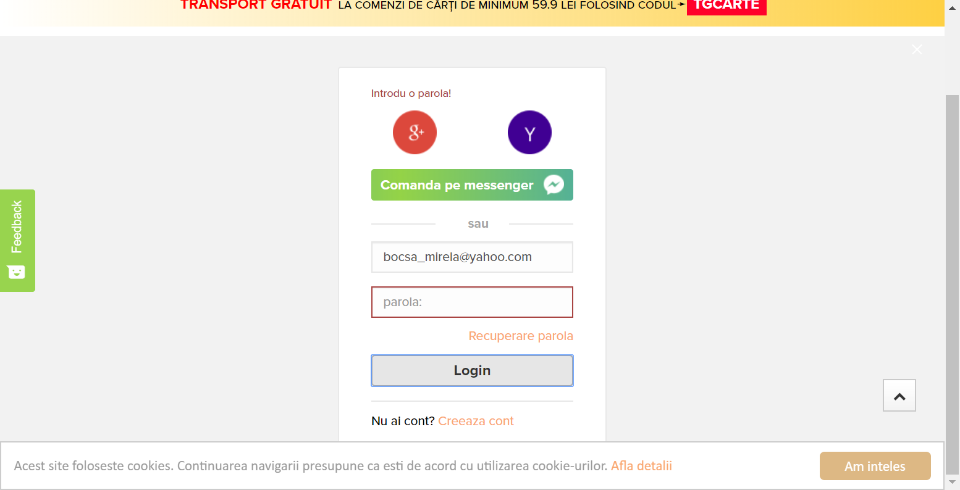 TRANSPORT GRATUIT LA COMENZI DE CĂRȚI DE MINIMUM 59.9 LEI FOLOSIND CODUL TGCARTE
Introdu o parola!
g+
Y
Comanda pe messenger
sau
bocsa_mirela@yahoo.com
parola:
Recuperare parola
Login
Nu ai cont? Creeaza cont
Feedback
Acest site foloseste cookies. Continuarea navigarii presupune ca esti de acord cu utilizarea cookie-urilor. Afla detalii
Am inteles